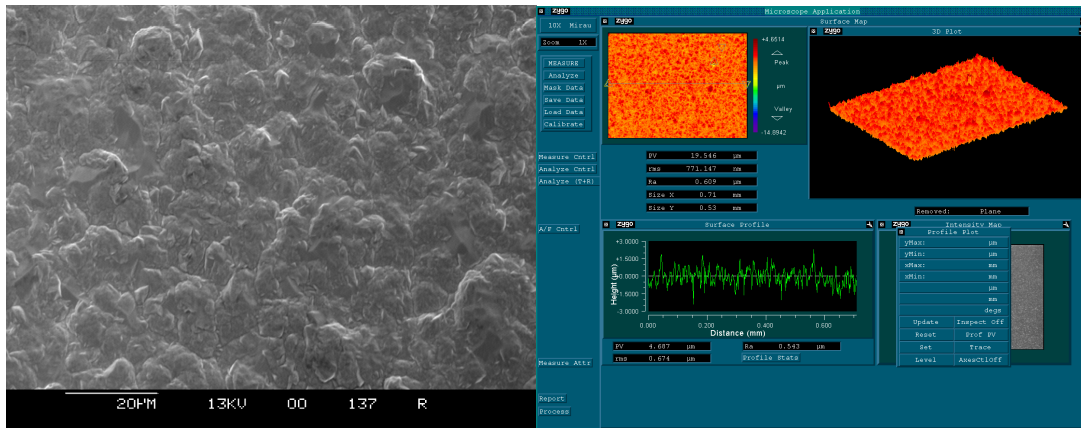 20µM 13KV 00 137 R
zygo Microscope Application
10X Mirau
Zoom 1X
MEASURE
Analyze
Mask Data
Save Data
Load Data
Calibrate
Measure Cntrl
Analyze Cntrl
Analyze (T+R)
A/F Cntrl
Measure Attr
Report
Process
zygo Surface Map
+4.8514
Peak
µm
Valley
-14.6942
PV 19.546 µm
rms 771.147 nm
Ra 0.609 µm
Size X 0.71 mm
Size Y 0.53 mm
zygo 3D Plot
Removed: Plane
zygo Surface Profile
+3.0000
+1.5000
0.0000
-1.5000
-3.0000
Height (µm)
0.000 0.200 0.400 0.600
Distance (mm)
PV 4.687 µm Ra 0.543 µm
rms 0.674 µm Profile Stats
zygo Intensity Map
Profile Plot
yMax: µm
yMin: µm
xMax: mm
xMin: mm
µm
mm
degs
Update Inspect Off
Reset Prof PV
Set Trace
Level AxesCtlOff